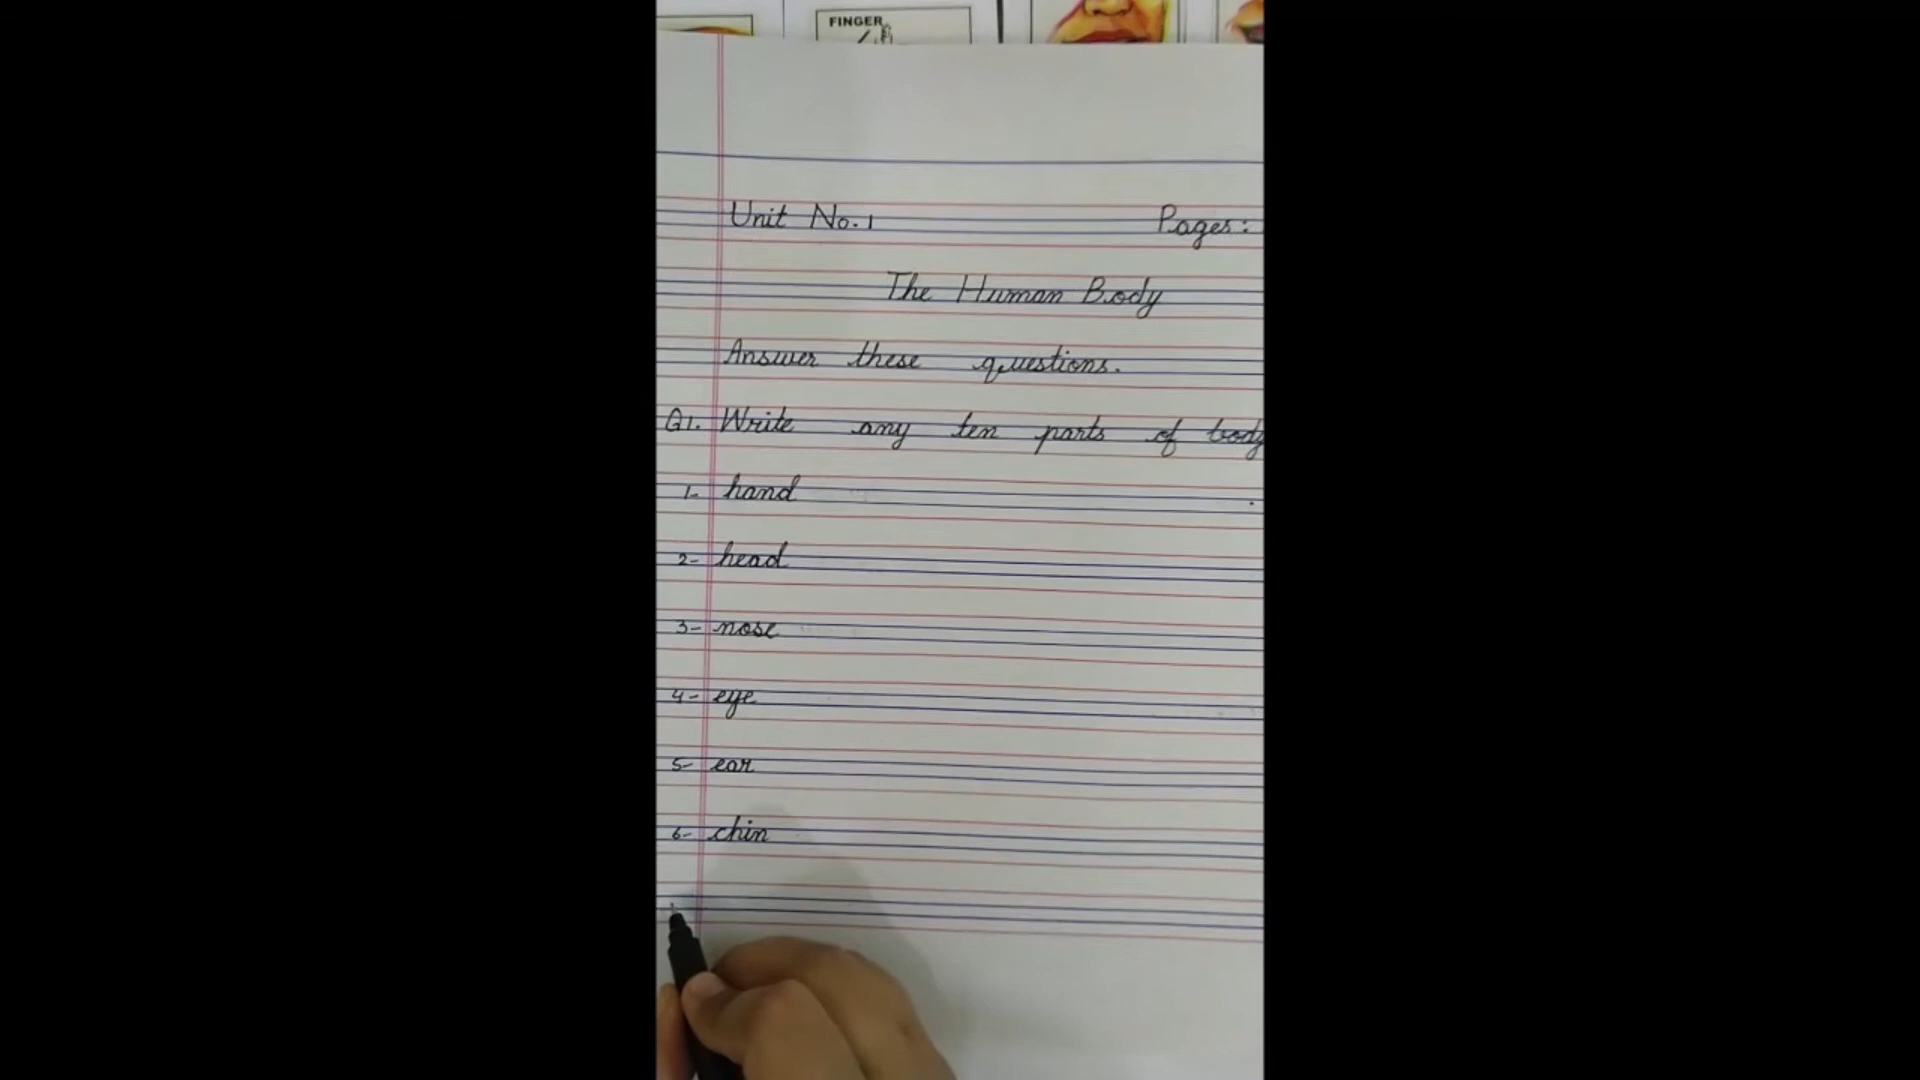 FINGER
Unit No. 1 Pages:
The Human Body
Answer these questions.
Q1. Write any ten parts of body
1- hand
2- head
3- nose
4- eye
5- ear
6- chin